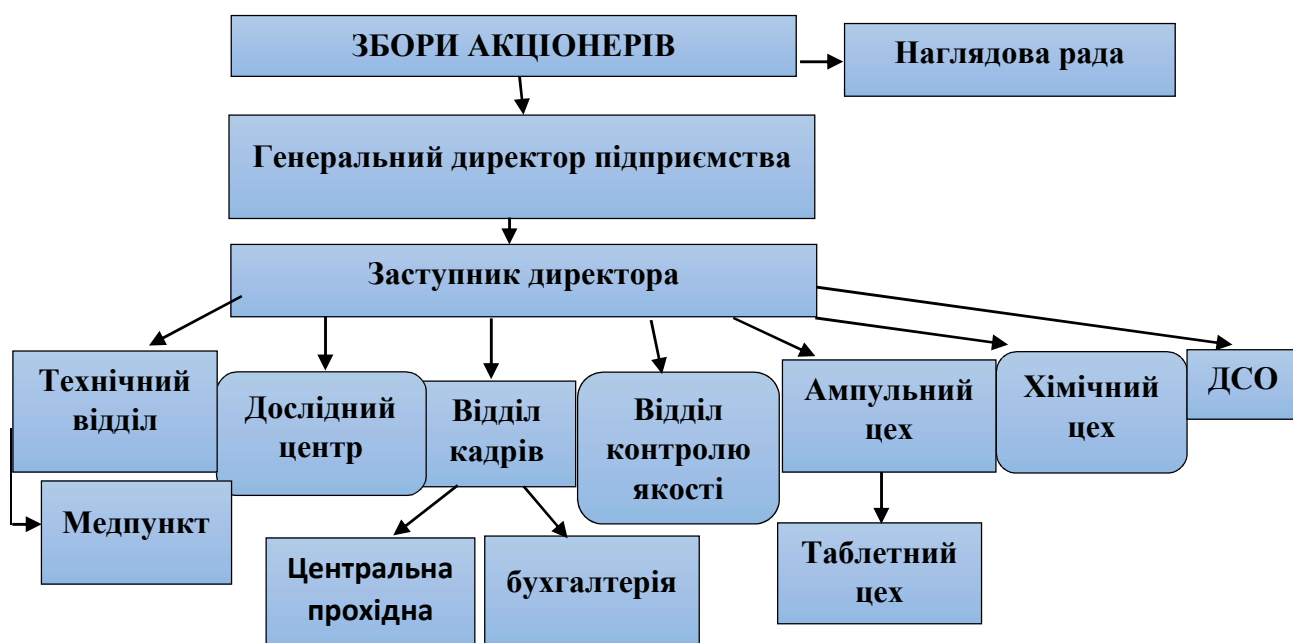 ЗБОРИ АКЦІОНЕРІВ
Наглядова рада
Генеральний директор підприємства
Заступник директора
Технічний
відділ
Дослідний
центр
Відділ
кадрів
Відділ
контролю
якості
Ампульний
цех
Хімічний
цех
ДСО
Медпункт
Центральна
прохідна
бухгалтерія
Таблетний
цех